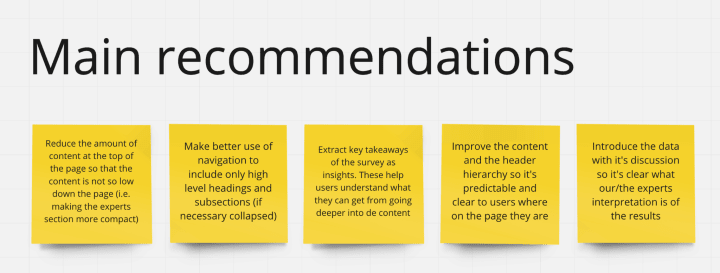 Main recommendations
Reduce the amount of
content at the top of
the page so that the
content is not so low
down the page (i.e.
making the experts
section more compact)
Make better use of
navigation to
include only high
level headings and
subsections (if
necessary collapsed)
Extract key takeaways
of the survey as
insights. These help
users understand what
they can get from going
deeper into de content
Improve the content
and the header
hierarchy so it's
predictable and
clear to users where
on the page they are
Introduce the data
with it's discussion
so it's clear what
our/the experts
interpretation is of
the results